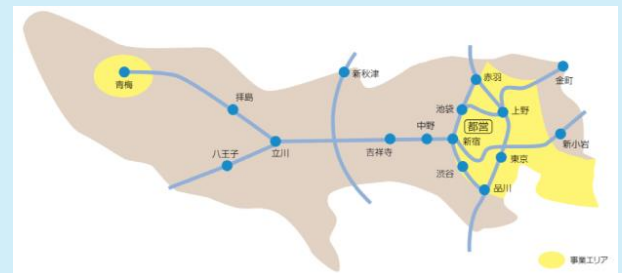 青梅
拝島
八王子
立川
新秋津
吉祥寺
中野
池袋
赤羽
都営
新宿
渋谷
上野
東京
品川
金町
新小岩
事業エリア